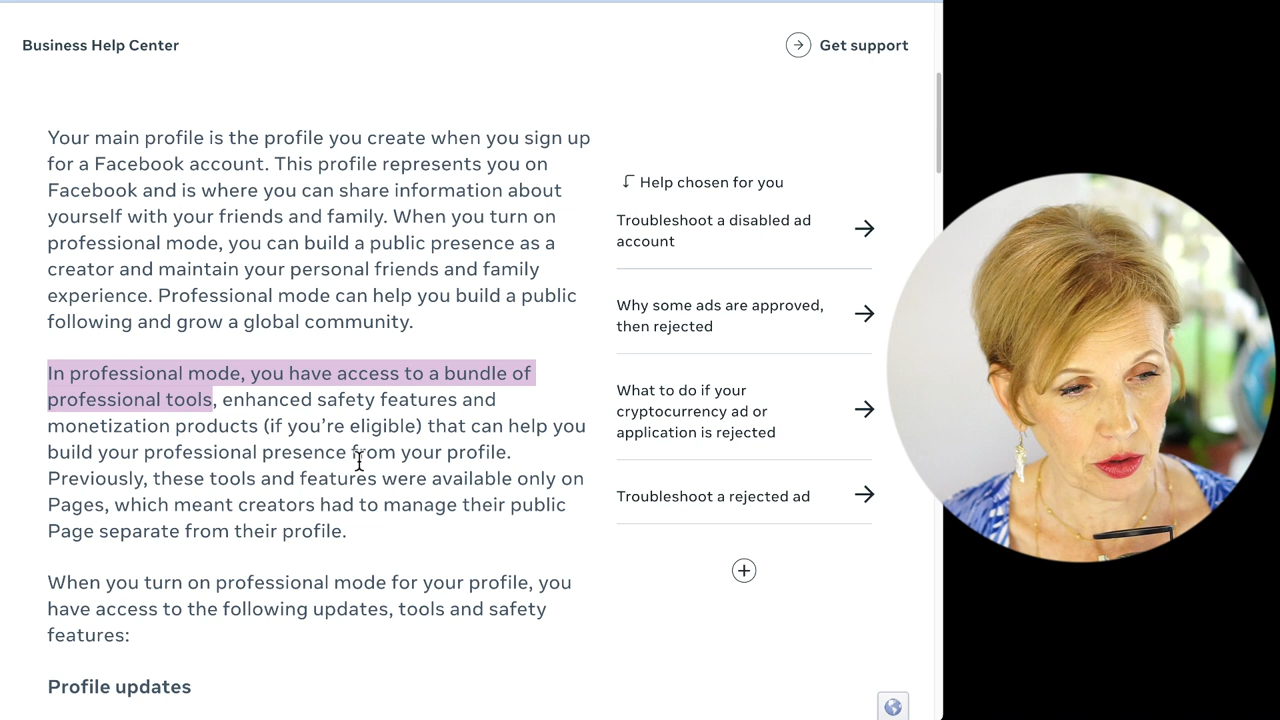 Business Help Center
Get support
Your main profile is the profile you create when you sign up
for a Facebook account. This profile represents you on
Facebook and is where you can share information about
yourself with your friends and family. When you turn on
professional mode, you can build a public presence as a
creator and maintain your personal friends and family
experience. Professional mode can help you build a public
following and grow a global community.
In professional mode, you have access to a bundle of
professional tools, enhanced safety features and
monetization products (if you’re eligible) that can help you
build your professional presence from your profile.
Previously, these tools and features were available only on
Pages, which meant creators had to manage their public
Page separate from their profile.
When you turn on professional mode for your profile, you
have access to the following updates, tools and safety
features:
Profile updates
Help chosen for you
Troubleshoot a disabled ad
account
Why some ads are approved,
then rejected
What to do if your
cryptocurrency ad or
application is rejected
Troubleshoot a rejected ad